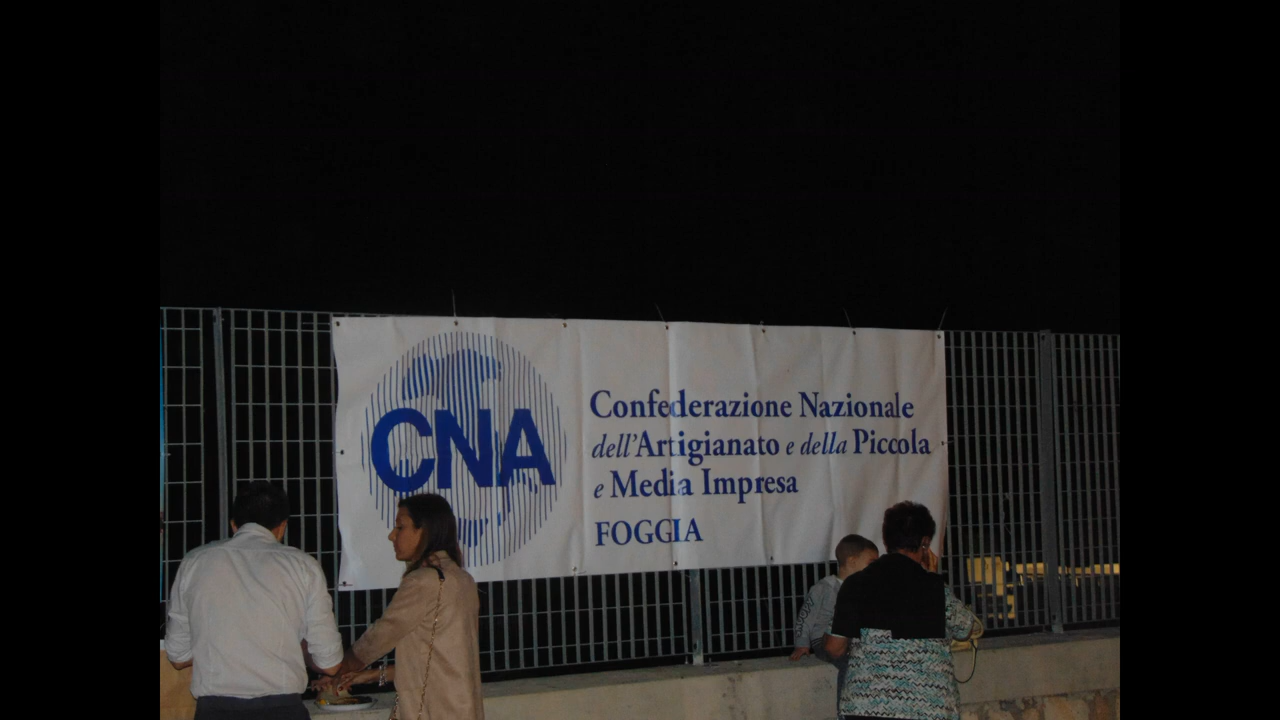 CNA
Confederazione Nazionale
dell'Artigianato e della Piccola
e Media Impresa
FOGGIA